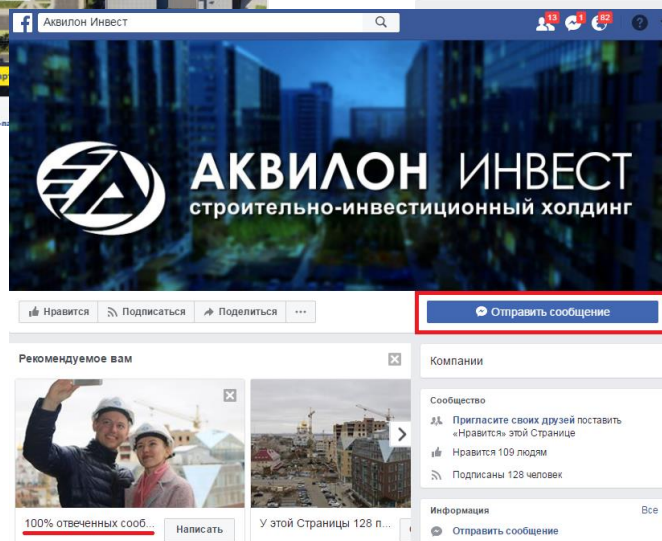 Аквилон Инвест
13
1
82
?
АКВИЛОН ИНВЕСТ
строительно-инвестиционный холдинг
Нравится
Подписаться
Поделиться
...
Отправить сообщение
Рекомендуемое вам
100% отвеченных сооб...
Написать
У этой Страницы 128 п...
Компании
Сообщество
Пригласите своих друзей поставить
«Нравится» этой Странице
Нравится 109 людям
Подписаны 128 человек
Информация
Все
Отправить сообщение